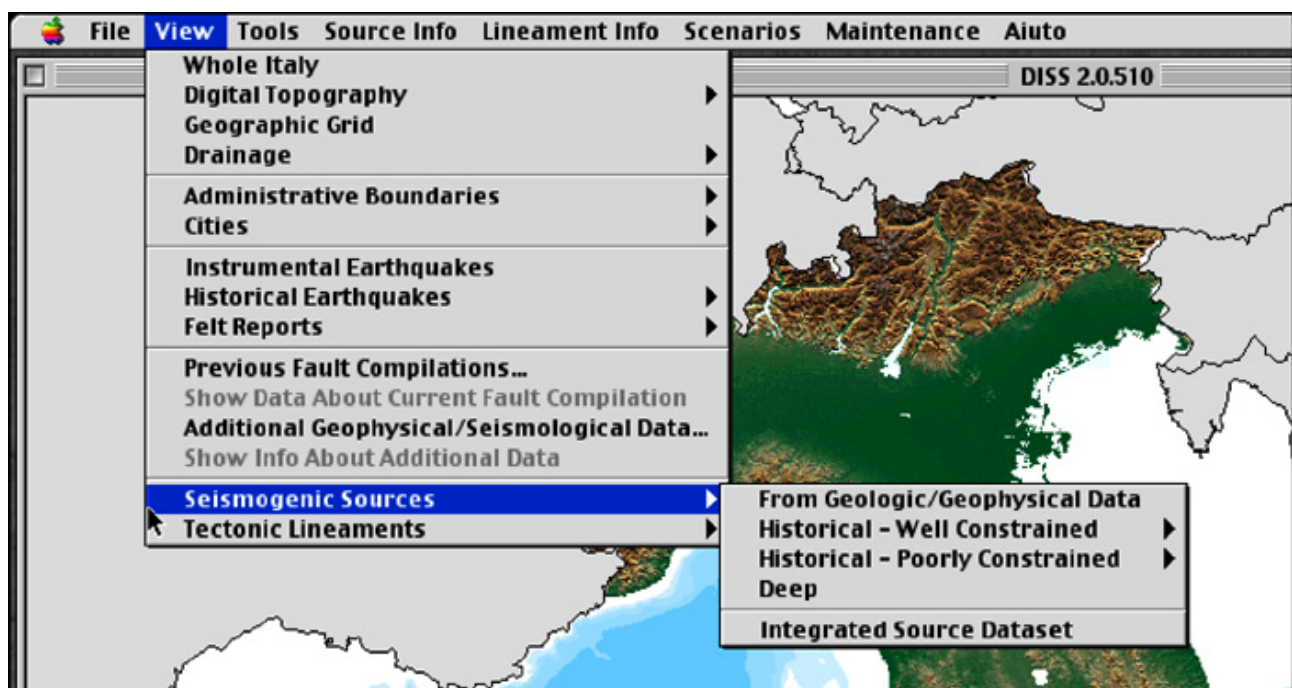 File View Tools Source Info Lineament Info Scenarios Maintenance Aiuto
DISS 2.0.510
Whole Italy
Digital Topography
Geographic Grid
Drainage
Administrative Boundaries
Cities
Instrumental Earthquakes
Historical Earthquakes
Felt Reports
Previous Fault Compilations...
Show Data About Current Fault Compilation
Additional Geophysical/Seismological Data...
Show Info About Additional Data
Seismogenic Sources
Tectonic Lineaments
From Geologic/Geophysical Data
Historical - Well Constrained
Historical - Poorly Constrained
Deep
Integrated Source Dataset